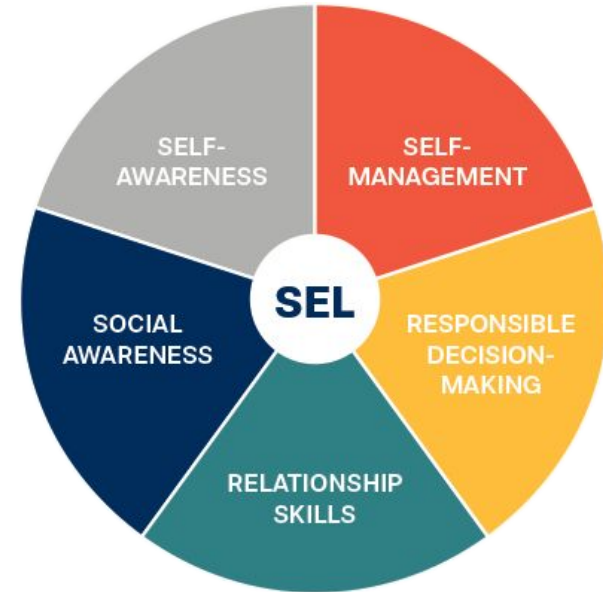 SELF-
AWARENESS
SELF-
MANAGEMENT
SEL
SOCIAL
AWARENESS
RESPONSIBLE
DECISION-
MAKING
RELATIONSHIP
SKILLS